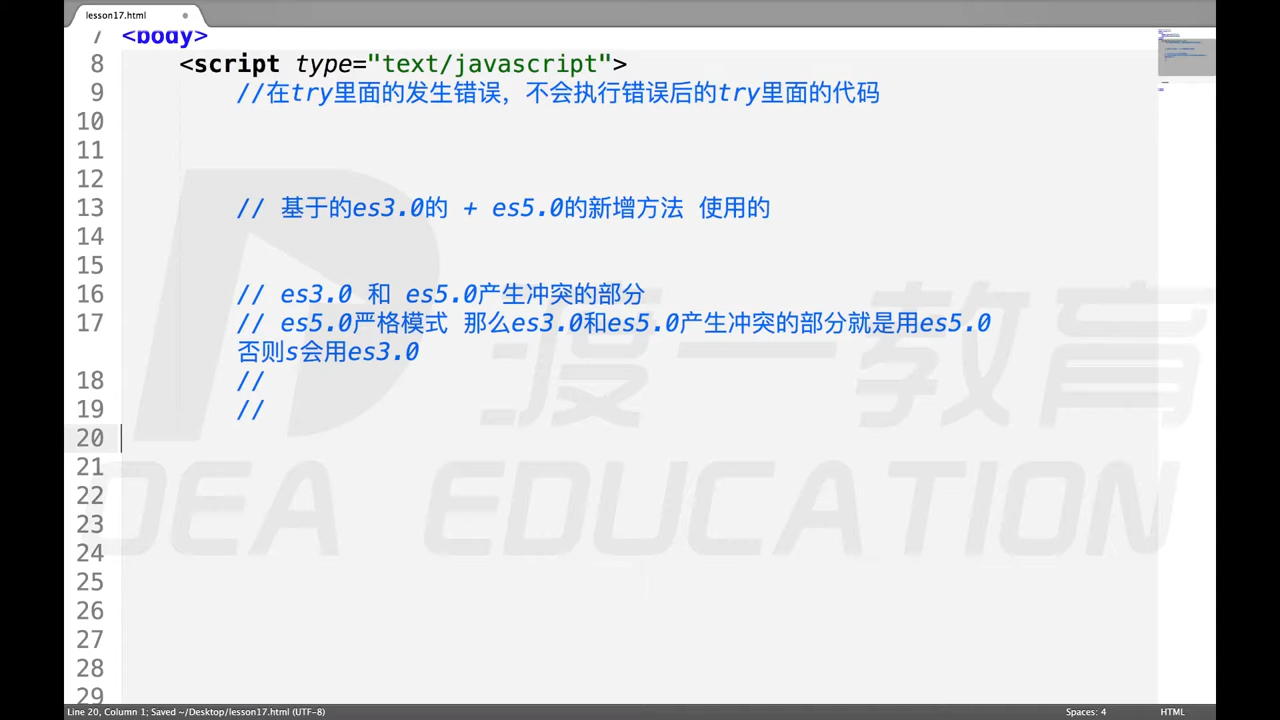 lesson17.html
7 <body>
8 <script type="text/javascript">
9 //在try里面的发生错误，不会执行错误后的try里面的代码
10
11
12
13 // 基于的es3.0的 + es5.0的新增方法 使用的
14
15
16 // es3.0 和 es5.0产生冲突的部分
17 // es5.0严格模式 那么es3.0和es5.0产生冲突的部分就是用es5.0
否则s会用es3.0
18 //
19 //
20
21
22
23
24
25
26
27
28
29
渡一教育
DEA EDUCATION
Line 20, Column 1; Saved ~/Desktop/lesson17.html (UTF-8)
Spaces: 4
HTML